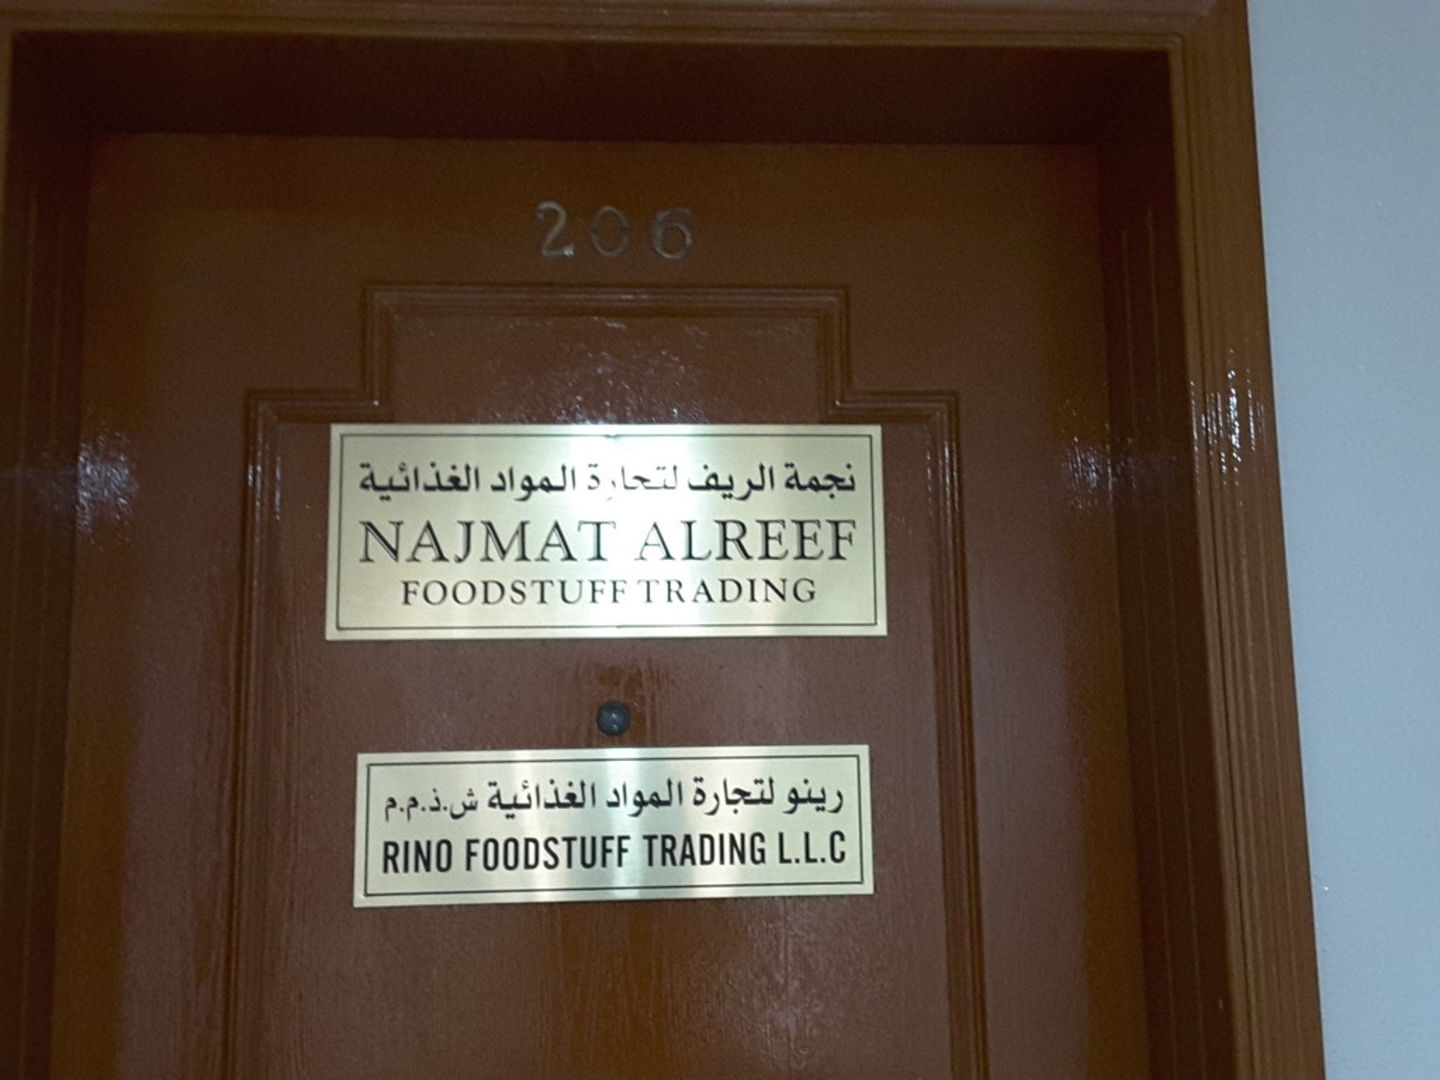 206
نجمة الريف لتجارة المواد الغذائية
NAJMAT ALREEF
FOODSTUFF TRADING
رينو لتجارة المواد الغذائية ش.ذ.م.م
RINO FOODSTUFF TRADING L.L.C